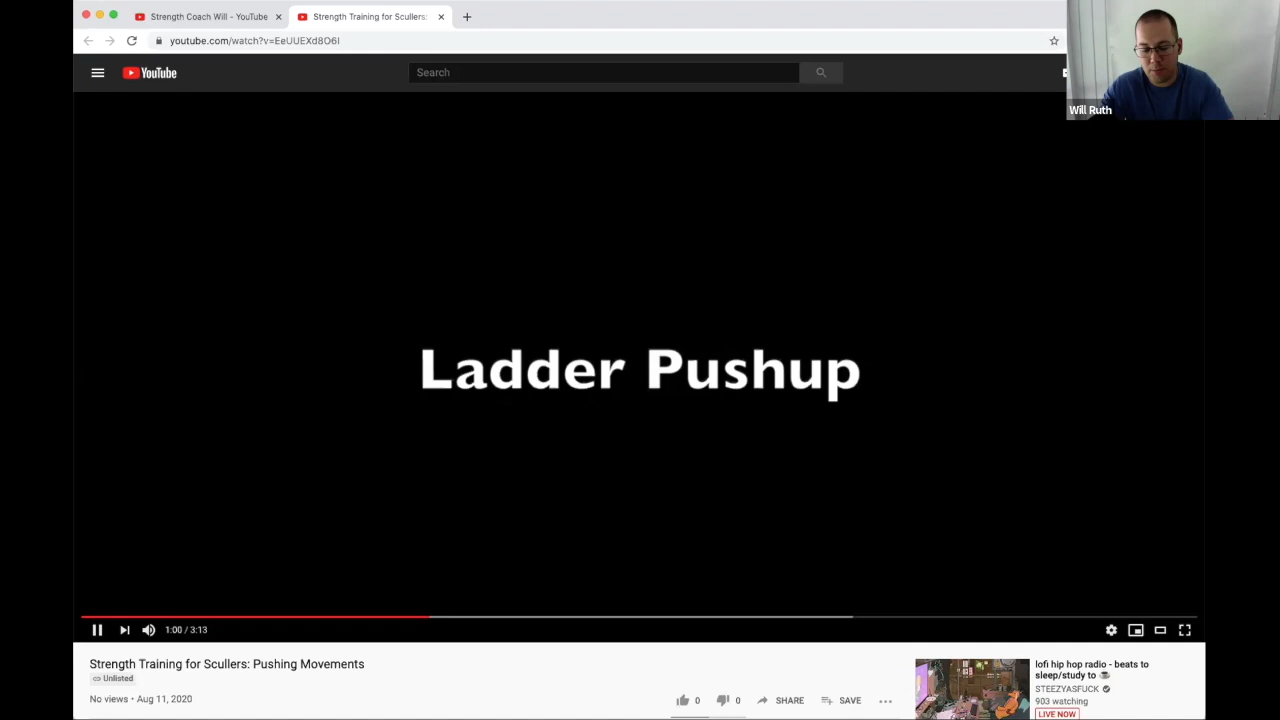 Strength Coach Will - YouTube
Strength Training for Scullers:
youtube.com/watch?v=EeUUEXd8O6I
YouTube
Search
Will Ruth
Ladder Pushup
1:00 / 3:13
Strength Training for Scullers: Pushing Movements
Unlisted
No views • Aug 11, 2020
0
0
SHARE
SAVE
lofi hip hop radio - beats to
sleep/study to ☕
STEEZYASFUCK
903 watching
LIVE NOW